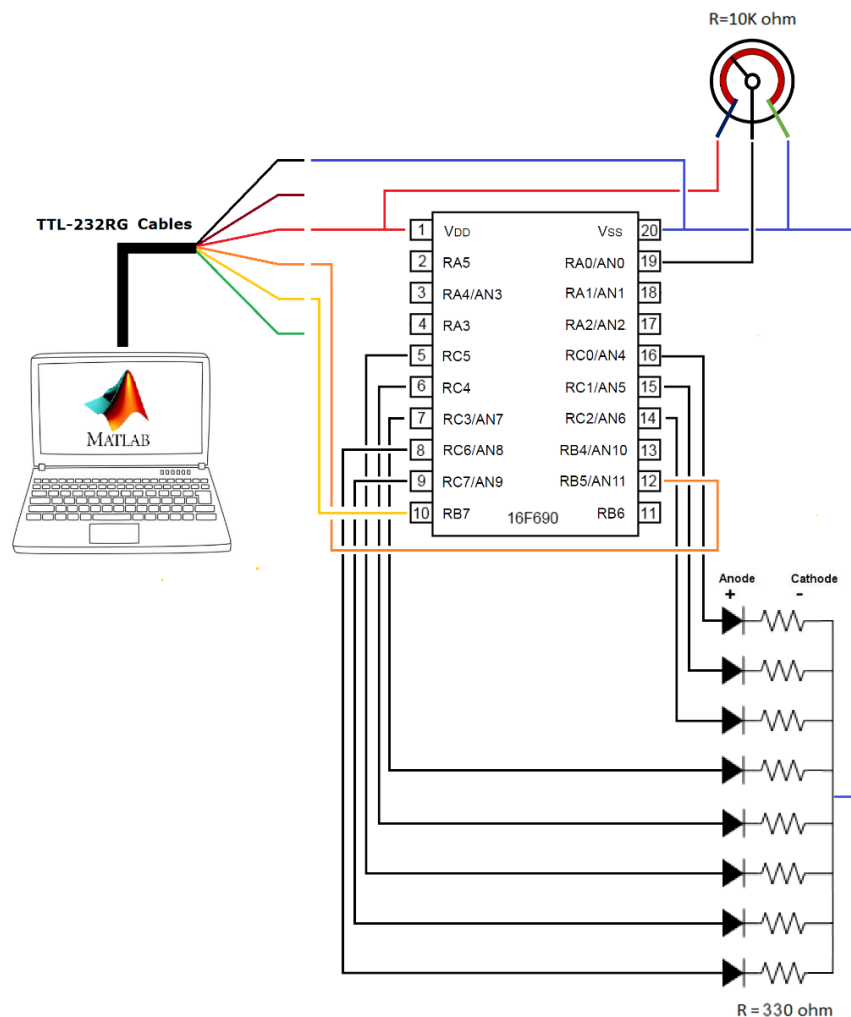 R=10K ohm
TTL-232RG Cables
MATLAB
1 VDD
VSS 20
2 RA5
RA0/AN0 19
3 RA4/AN3
RA1/AN1 18
4 RA3
RA2/AN2 17
5 RC5
RC0/AN4 16
6 RC4
RC1/AN5 15
7 RC3/AN7
RC2/AN6 14
8 RC6/AN8
RB4/AN10 13
9 RC7/AN9
RB5/AN11 12
10 RB7
RB6 11
16F690
Anode
Cathode
+
-
R = 330 ohm